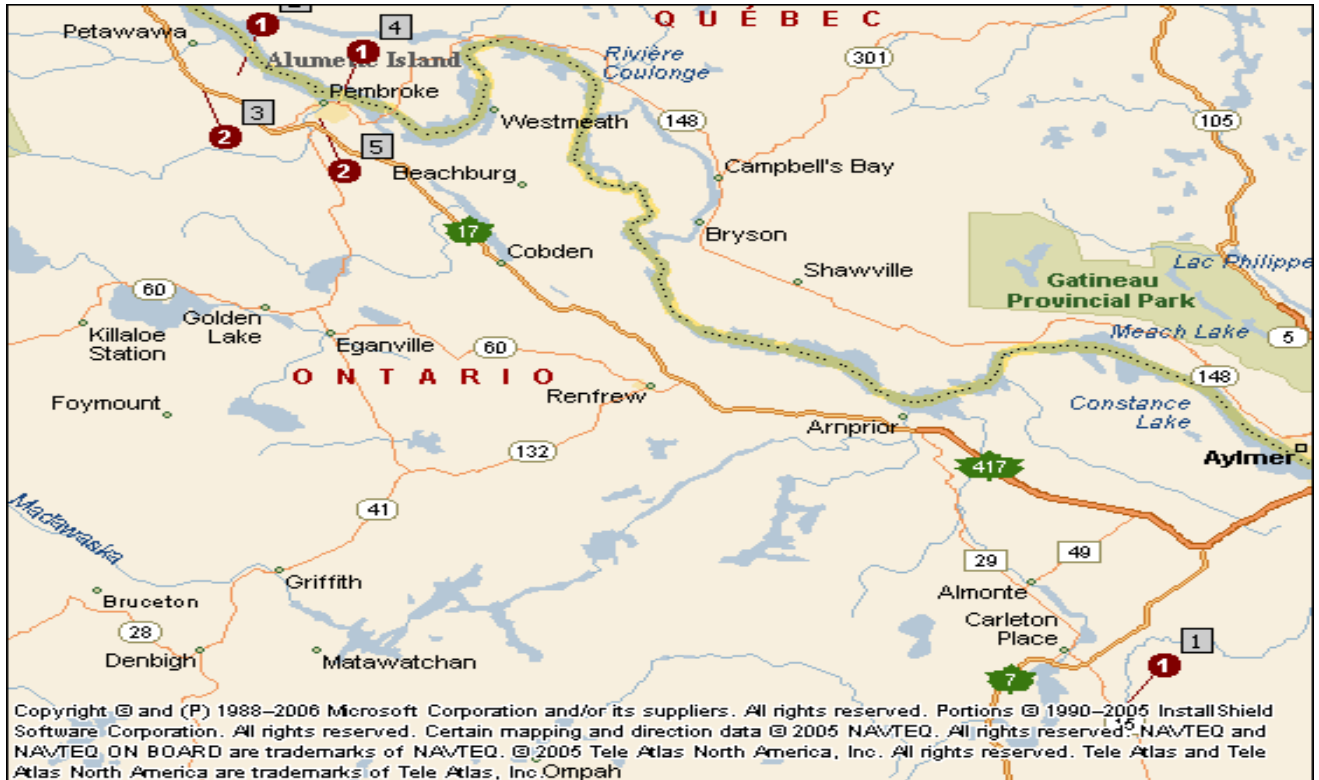 QUÉBEC
1
4
Petawawa
1
Rivière
Coulonge
301
Alumette Island
Pembroke
3
2
5
2
Westmeath
148
105
Beachburg
Campbell's Bay
17
Bryson
Cobden
Shawville
Lac Philippe
Gatineau
Provincial Park
60
Golden
Lake
Killaloe
Station
Eganville
60
Meach Lake
5
ONTARIO
Renfrew
148
Foymount
Arnprior
Constance
Lake
132
417
Aylmer
41
Madawaska
29
49
Griffith
Almonte
Bruceton
Carleton
Place
28
1
Denbigh
Matawatchan
1
7
15
Copyright © and (P) 1988–2006 Microsoft Corporation and/or its suppliers. All rights reserved. Portions © 1990–2005 InstallShield
Software Corporation. All rights reserved. Certain mapping and direction data © 2005 NAVTEQ. All rights reserved. NAVTEQ and
NAVTEQ ON BOARD are trademarks of NAVTEQ. © 2005 Tele Atlas North America, Inc. All rights reserved. Tele Atlas and Tele
Atlas North America are trademarks of Tele Atlas, Inc.
Ompah